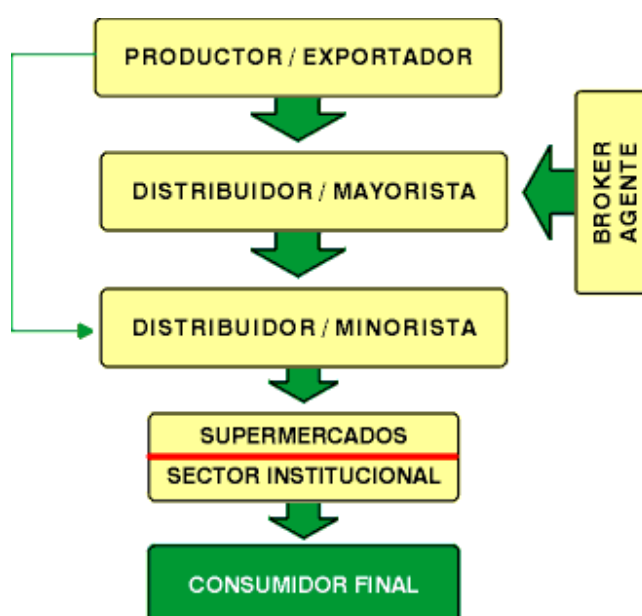 PRODUCTOR / EXPORTADOR
DISTRIBUIDOR / MAYORISTA
BROKER
AGENTE
DISTRIBUIDOR / MINORISTA
SUPERMERCADOS
SECTOR INSTITUCIONAL
CONSUMIDOR FINAL